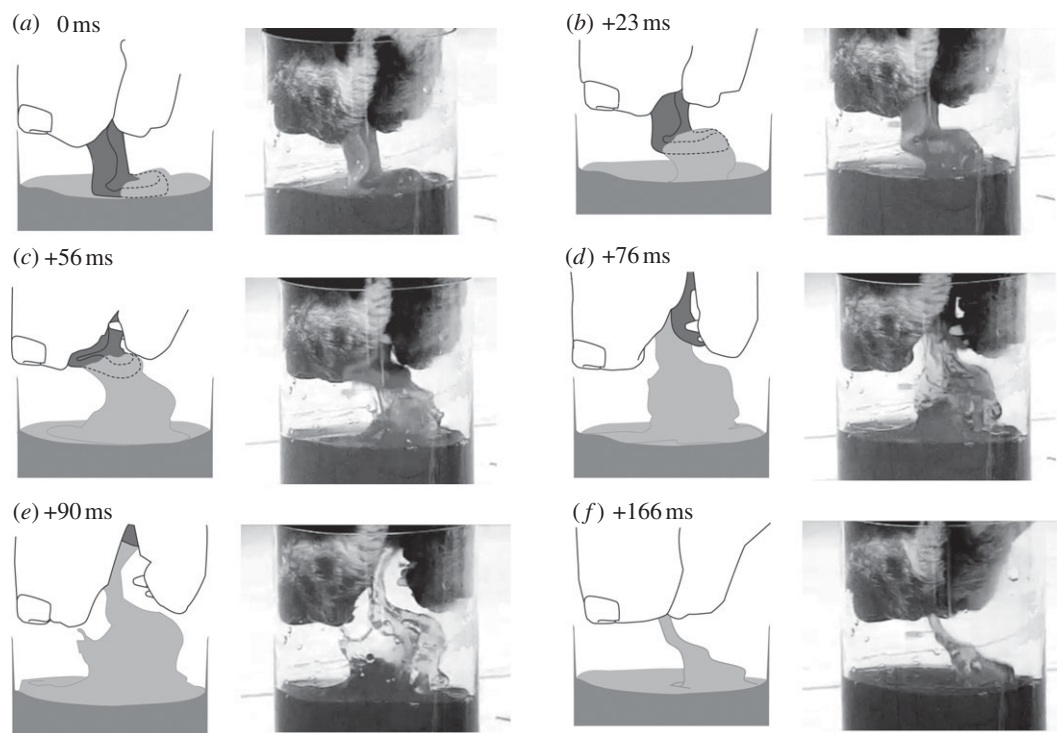 (a) 0 ms
(b) +23 ms
(c) +56 ms
(d) +76 ms
(e) +90 ms
(f) +166 ms